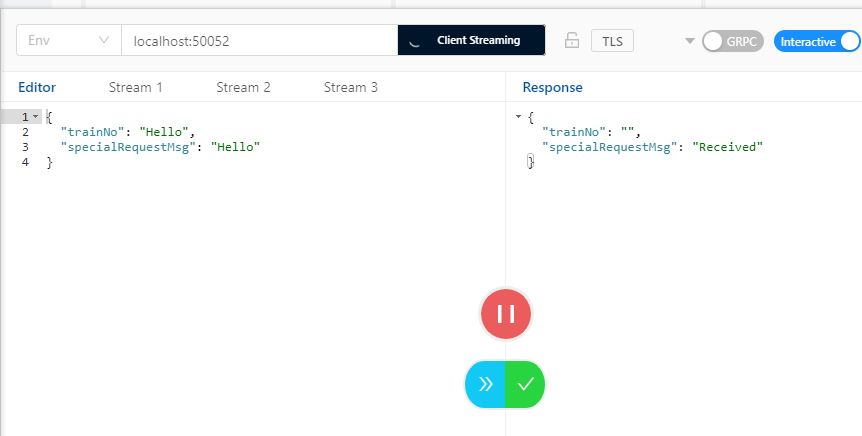 Env localhost:50052 Client Streaming TLS GRPC Interactive
Editor Stream 1 Stream 2 Stream 3 Response
1 {
2 "trainNo": "Hello",
3 "specialRequestMsg": "Hello"
4 }
{
"trainNo": "",
"specialRequestMsg": "Received"
}